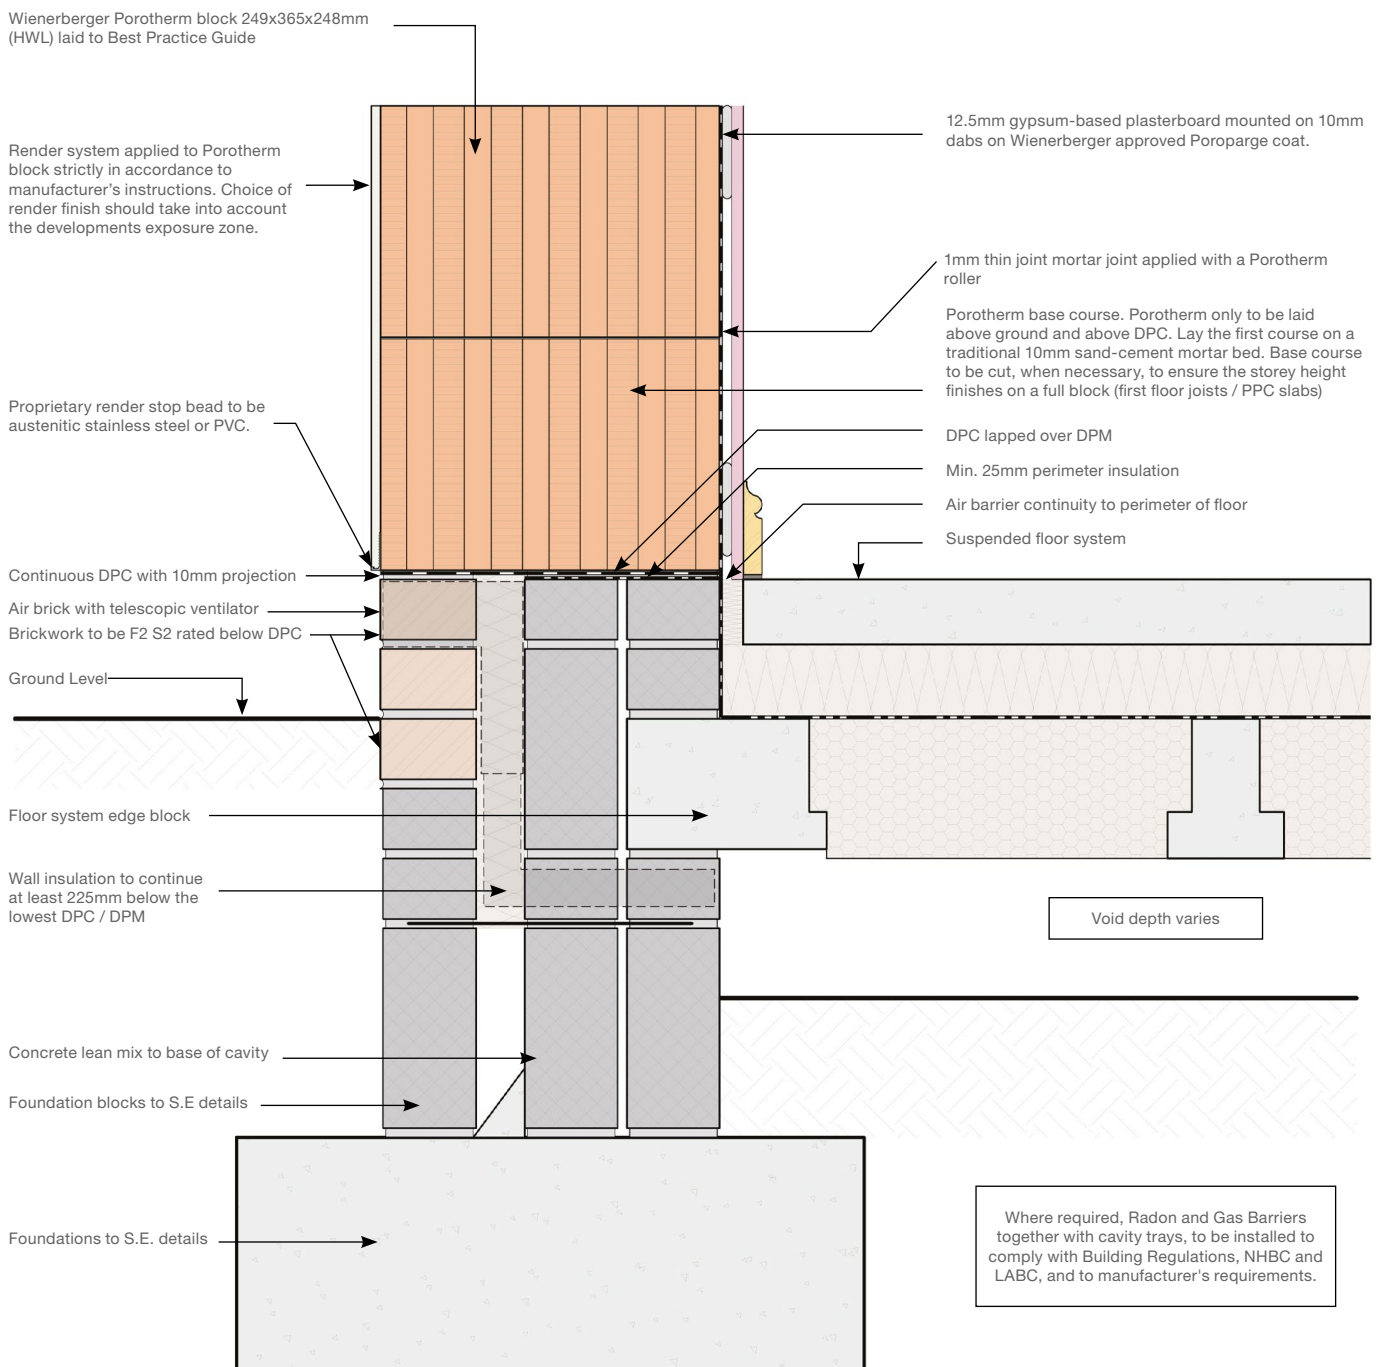 Wienerberger Porotherm block 249x365x248mm
(HWL) laid to Best Practice Guide
Render system applied to Porotherm
block strictly in accordance to
manufacturer's instructions. Choice of
render finish should take into account
the developments exposure zone.
Proprietary render stop bead to be
austenitic stainless steel or PVC.
Continuous DPC with 10mm projection
Air brick with telescopic ventilator
Brickwork to be F2 S2 rated below DPC
Ground Level
Floor system edge block
Wall insulation to continue
at least 225mm below the
lowest DPC / DPM
Concrete lean mix to base of cavity
Foundation blocks to S.E details
Foundations to S.E. details
12.5mm gypsum-based plasterboard mounted on 10mm
dabs on Wienerberger approved Poroparge coat.
1mm thin joint mortar joint applied with a Porotherm
roller
Porotherm base course. Porotherm only to be laid
above ground and above DPC. Lay the first course on a
traditional 10mm sand-cement mortar bed. Base course
to be cut, when necessary, to ensure the storey height
finishes on a full block (first floor joists / PPC slabs)
DPC lapped over DPM
Min. 25mm perimeter insulation
Air barrier continuity to perimeter of floor
Suspended floor system
Void depth varies
Where required, Radon and Gas Barriers
together with cavity trays, to be installed to
comply with Building Regulations, NHBC and
LABC, and to manufacturer's requirements.